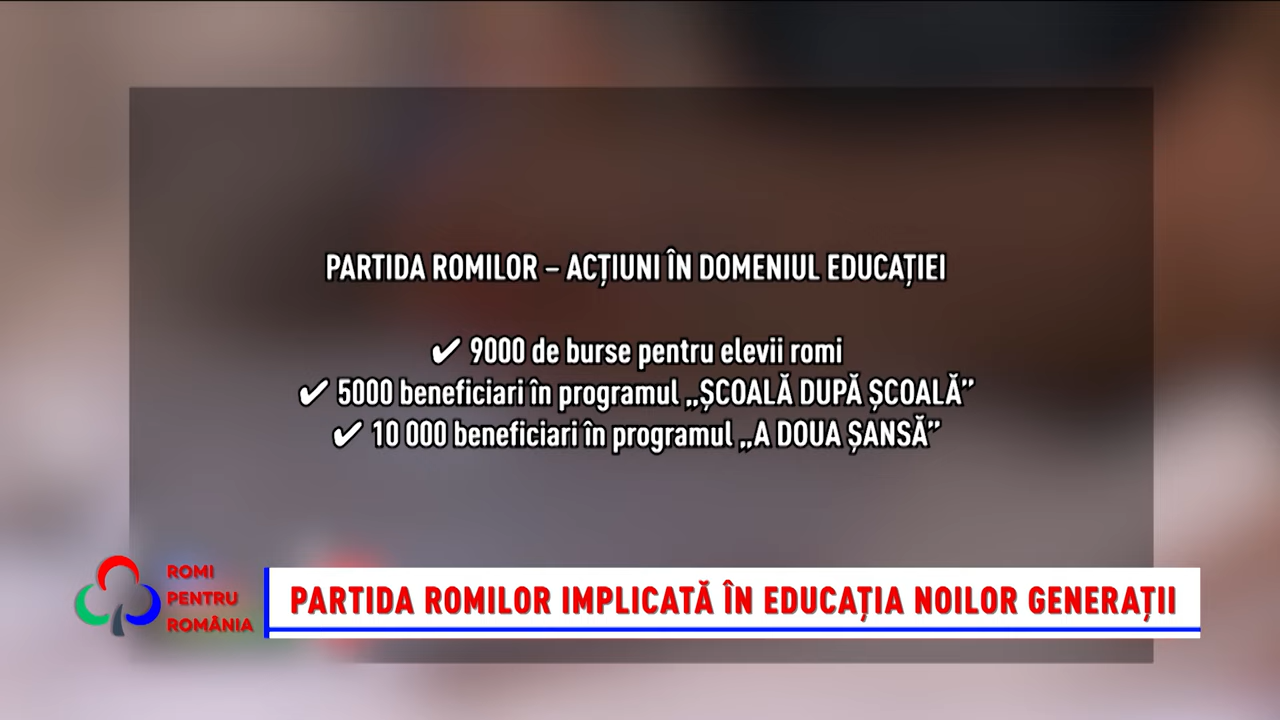 PARTIDA ROMILOR – ACȚIUNI ÎN DOMENIUL EDUCAȚIEI
✔ 9000 de burse pentru elevii romi
✔ 5000 beneficiari în programul „ȘCOALĂ DUPĂ ȘCOALĂ”
✔ 10 000 beneficiari în programul „A DOUA ȘANSĂ”
ROMI
PENTRU
ROMÂNIA
PARTIDA ROMILOR IMPLICATĂ ÎN EDUCAȚIA NOILOR GENERAȚII